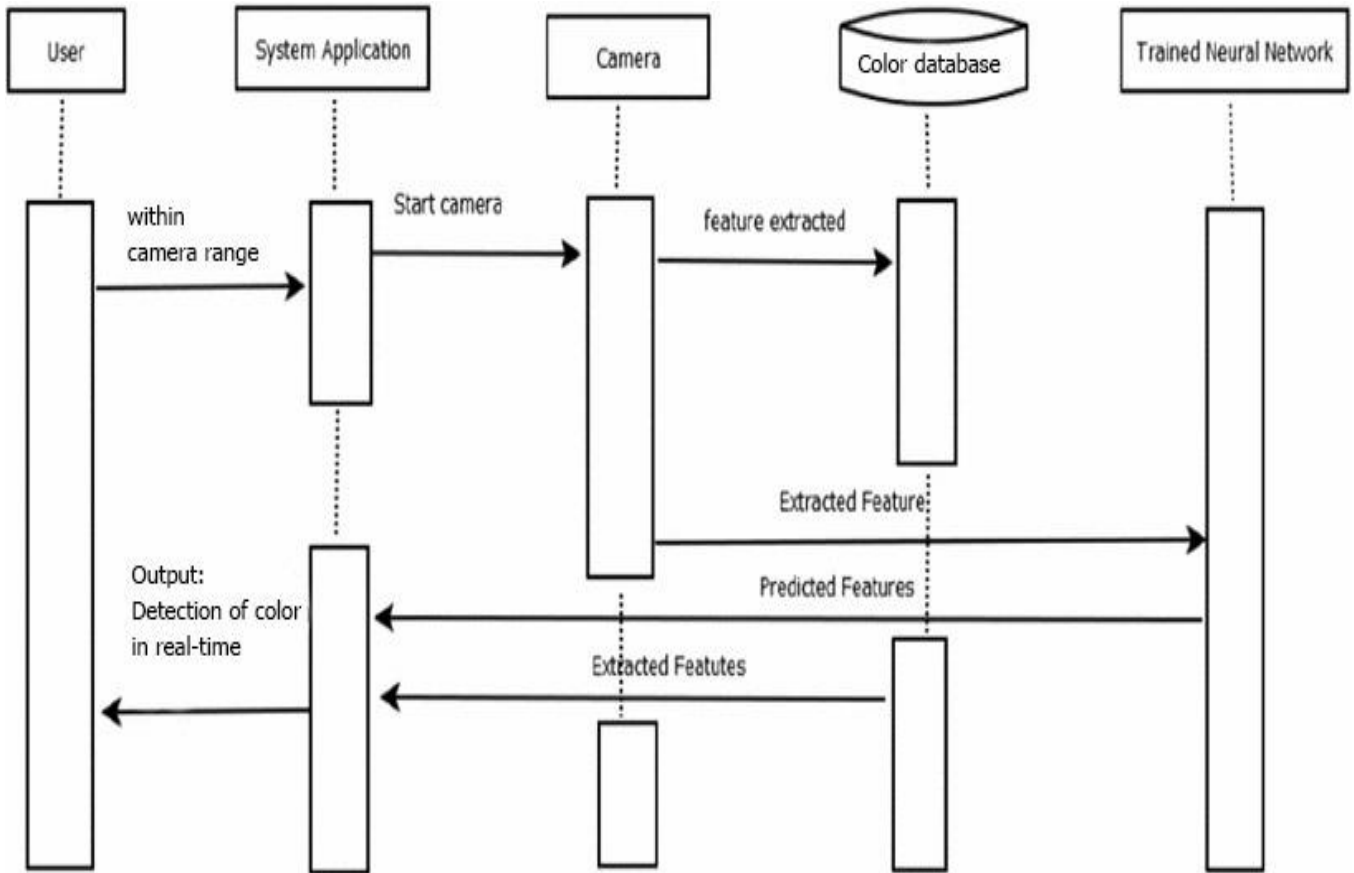 User
System Application
Camera
Color database
Trained Neural Network
within
camera range
Start camera
feature extracted
Extracted Feature
Predicted Features
Output:
Detection of color
in real-time
Extracted Featutes